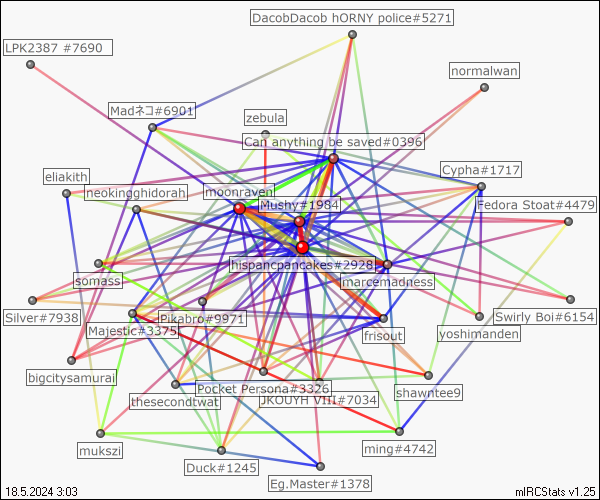 DacobDacob hORNY police#5271
LPK2387 #7690
normalwan
Madネコ#6901
zebula
Can anything be saved#0396
eliakith
Cypha#1717
neokingghidorah
moonraven
Mushy#1984
Fedora Stoat#4479
hispancpancakes#2928
somass
marcemadness
Silver#7938
Pikabro#9971
Swirly Boi#6154
Majestic#3375
frisout
yoshimanden
bigcitysamurai
Pocket Persona#3326
shawntee9
thesecondtwat
JKOUYH VIII#7034
mukszi
ming#4742
Duck#1245
Eg.Master#1378
18.5.2024 3:03
mIRCStats v1.25